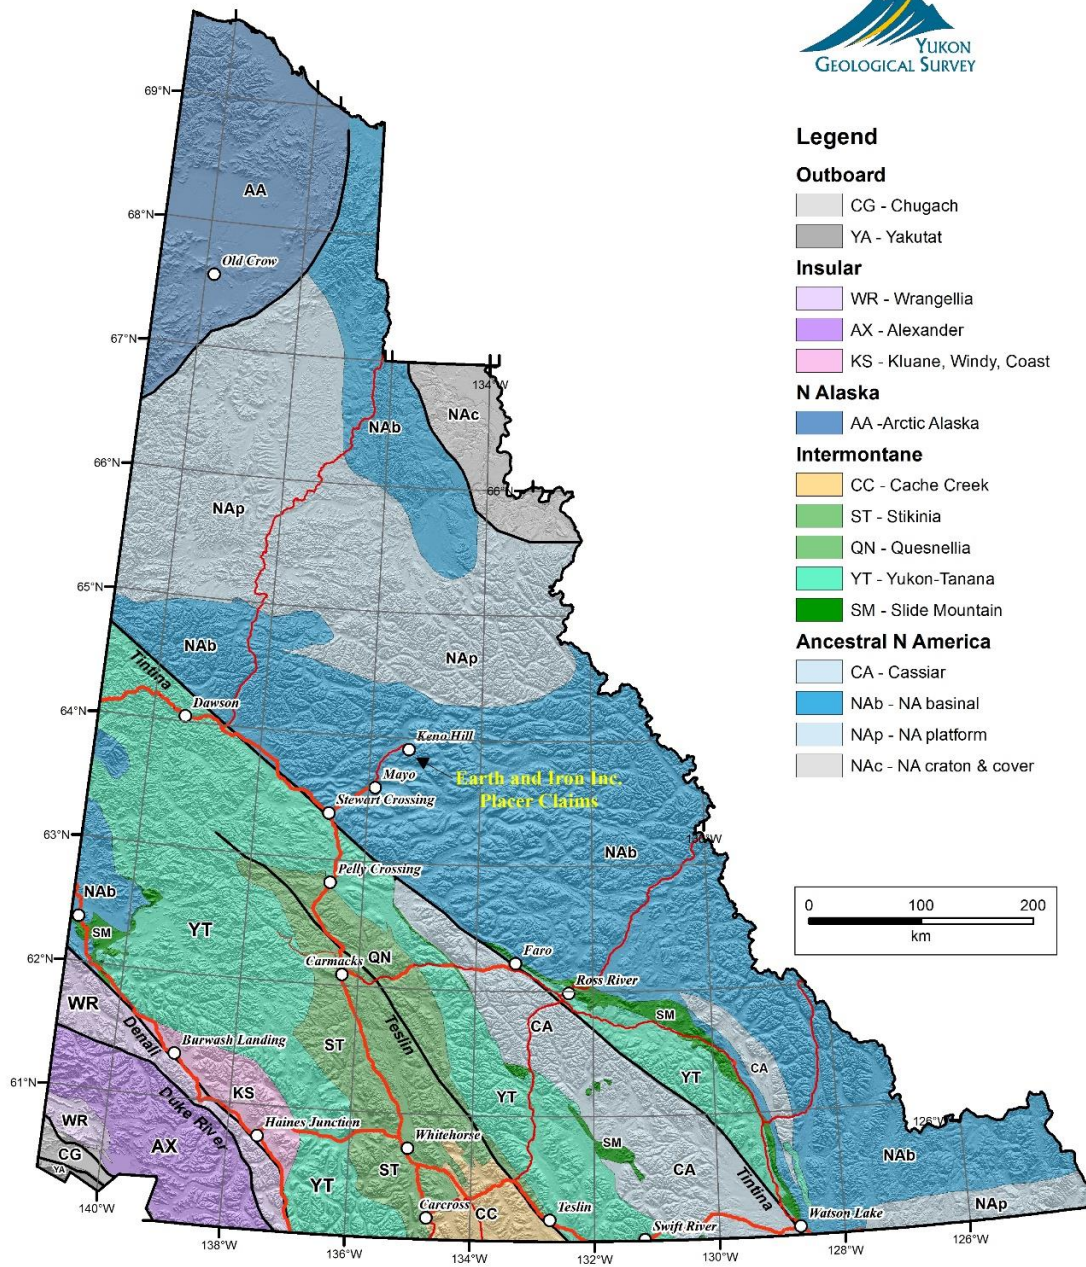 YUKON
GEOLOGICAL SURVEY
Legend
Outboard
CG - Chugach
YA - Yakutat
Insular
WR - Wrangellia
AX - Alexander
KS - Kluane, Windy, Coast
N Alaska
AA -Arctic Alaska
Intermontane
CC - Cache Creek
ST - Stikinia
QN - Quesnellia
YT - Yukon-Tanana
SM - Slide Mountain
Ancestral N America
CA - Cassiar
NAb - NA basinal
NAp - NA platform
NAc - NA craton & cover
0 100 200
km
69°N
AA
68°N
Old Crow
67°N
134°W
NAc
NAb
66°N
66°N
NAp
65°N
NAb
NAp
Tintina
Dawson
64°N
Keno Hill
Mayo
Earth and Iron Inc.
Placer Claims
Stewart Crossing
63°N
130°W
NAb
Pelly Crossing
NAb
SM
YT
QN
Faro
62°N
Carmacks
Ross River
WR
SM
Denali
Teslin
CA
Burwash Landing
ST
CA
61°N
KS
YT
YT
Duke River
WR
Haines Junction
126°W
AX
Whitehorse
SM
CG
YA
ST
CA
NAb
YT
Tintina
140°W
Carcross
CC
Teslin
Swift River
Watson Lake
NAp
138°W
136°W
134°W
132°W
130°W
128°W
126°W